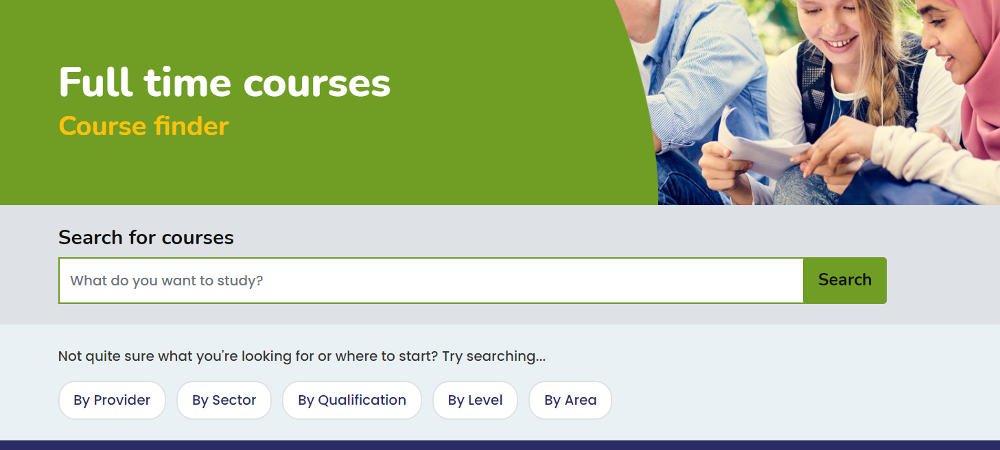 Full time courses
Course finder
Search for courses
What do you want to study?
Search
Not quite sure what you're looking for or where to start? Try searching...
By Provider
By Sector
By Qualification
By Level
By Area